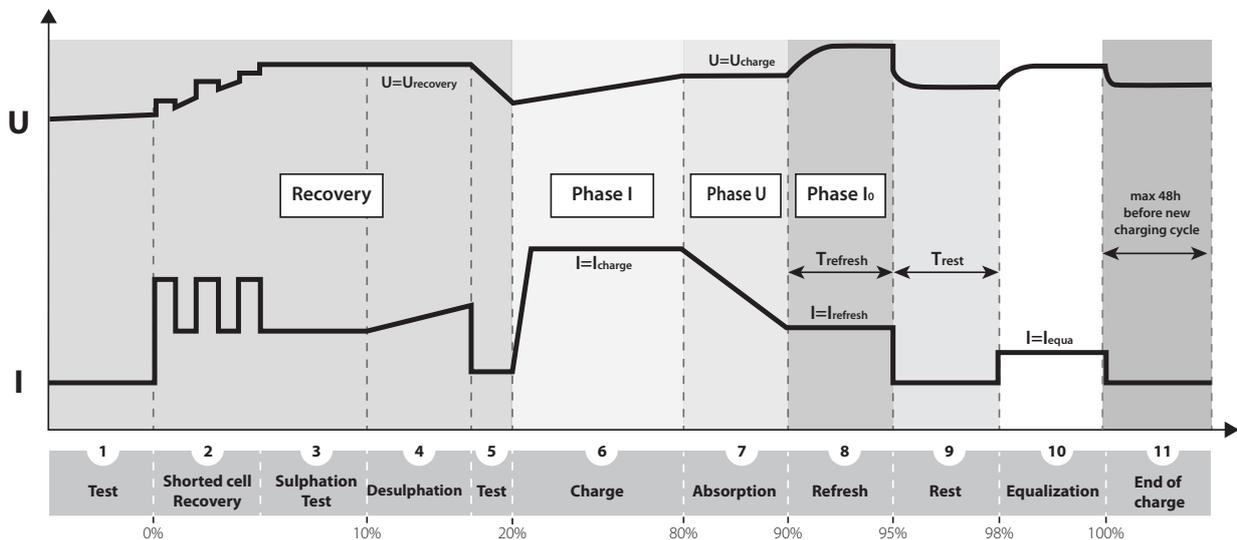 U=Urecovery
U=Ucharge
U
Recovery
Phase I
Phase U
Phase I0
max 48h
before new
charging cycle
I=Icharge
Trefresh
Trest
I=Irefresh
I=Iequa
I
1
2
3
4
5
6
7
8
9
10
11
Test
Shorted cell
Recovery
Sulphation
Test
Desulphation
Test
Charge
Absorption
Refresh
Rest
Equalization
End of
charge
0%
10%
20%
80%
90%
95%
98%
100%